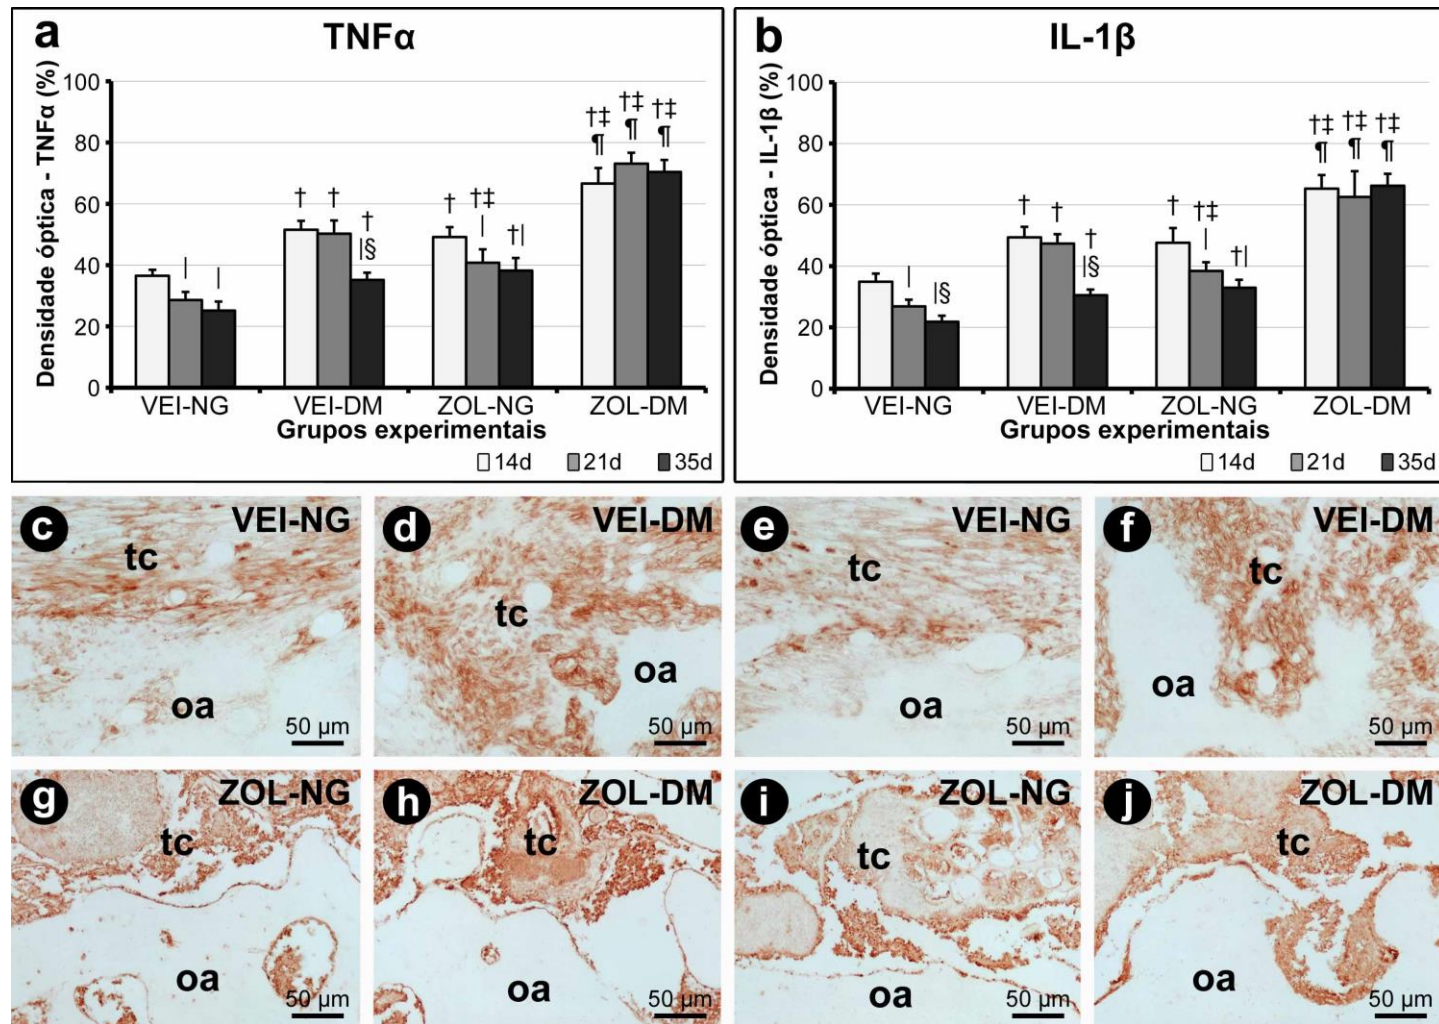 a
TNFα
Densidade óptica - TNFα (%)
100
80
60
40
20
0
†‡ †‡ †‡
¶ ¶ ¶
† † † † †‡
| | |§ | †|
VEI-NG VEI-DM ZOL-NG ZOL-DM
Grupos experimentais
14d 21d 35d
b
IL-1β
Densidade óptica - IL-1β (%)
100
80
60
40
20
0
†‡ †‡ †‡
¶ ¶ ¶
† † † † †‡
| |§ |§ | †|
VEI-NG VEI-DM ZOL-NG ZOL-DM
Grupos experimentais
14d 21d 35d
c VEI-NG
tc
oa
50 µm
d VEI-DM
tc
oa
50 µm
e VEI-NG
tc
oa
50 µm
f VEI-DM
tc
oa
50 µm
g ZOL-NG
tc
oa
50 µm
h ZOL-DM
tc
oa
50 µm
i ZOL-NG
tc
oa
50 µm
j ZOL-DM
tc
oa
50 µm